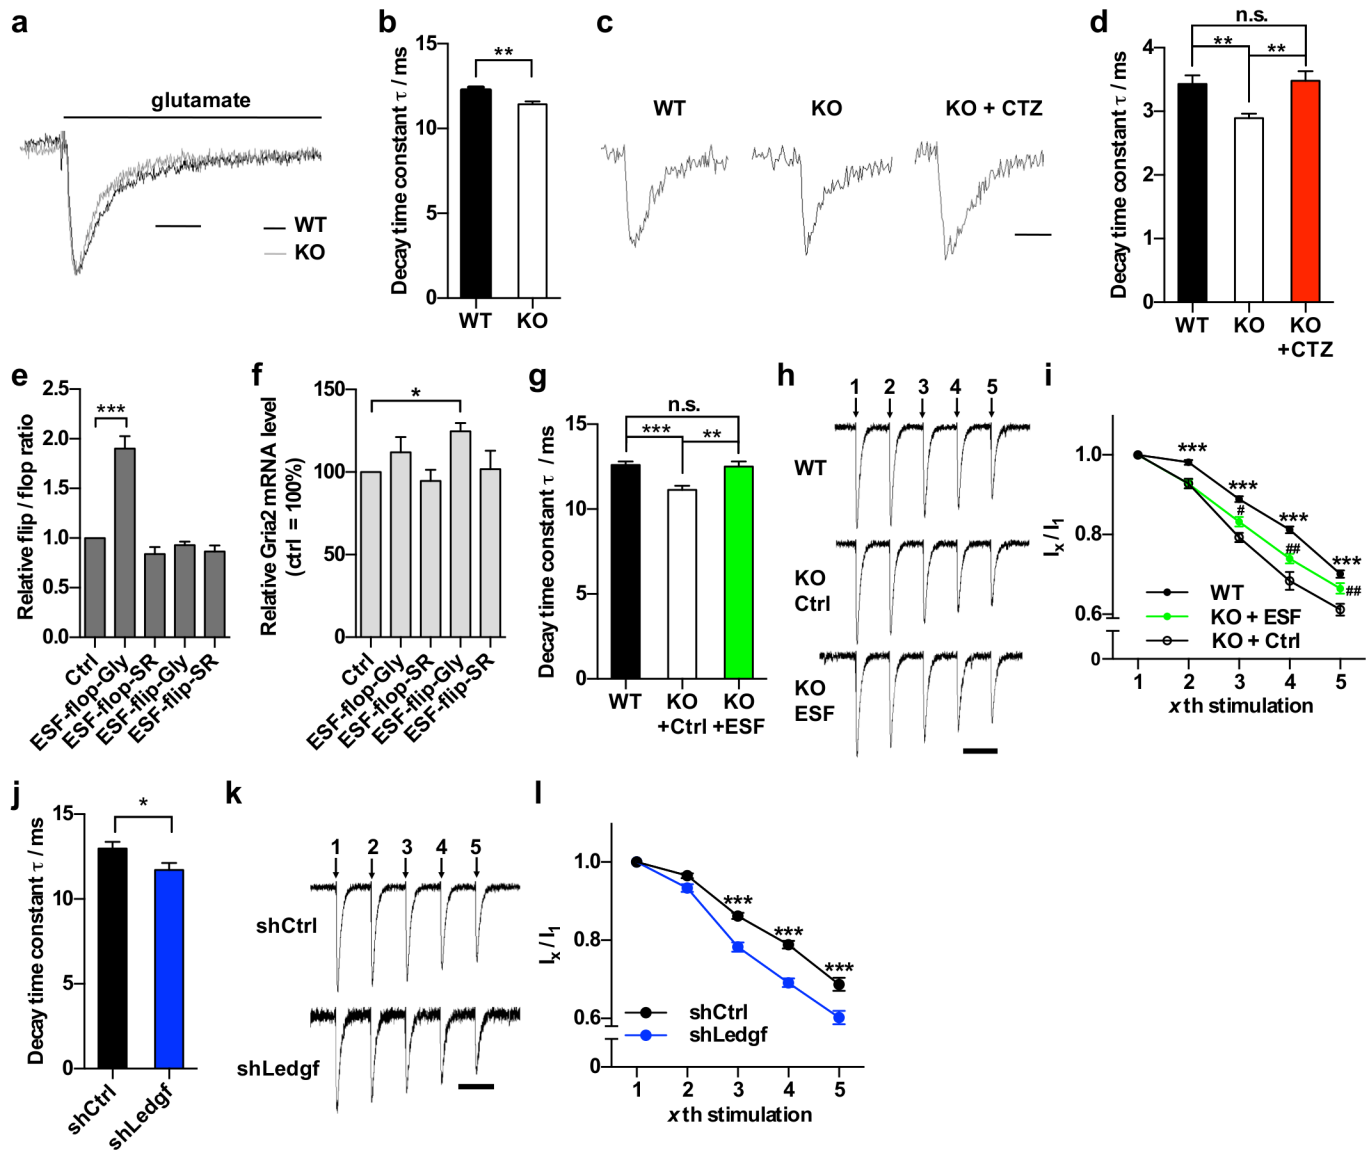 a
glutamate
WT
KO
b
Decay time constant τ / ms
15
10
5
0
**
WT
KO
c
WT
KO
KO + CTZ
d
Decay time constant τ / ms
4
3
2
1
0
n.s.
**
**
WT
KO
KO
+CTZ
e
Relative flip / flop ratio
2.5
2.0
1.5
1.0
0.5
0.0
***
Ctrl
ESF-flop-Gly
ESF-flop-SR
ESF-flip-Gly
ESF-flip-SR
f
Relative Gria2 mRNA level
(ctrl = 100%)
150
100
50
0
*
Ctrl
ESF-flop-Gly
ESF-flop-SR
ESF-flip-Gly
ESF-flip-SR
g
Decay time constant τ / ms
15
10
5
0
n.s.
***
**
WT
KO
+Ctrl
KO
+ESF
h
1 2 3 4 5
WT
KO
Ctrl
KO
ESF
i
Ix / I1
1.0
0.8
0.6
0
***
***
***
***
#
##
##
WT
KO + ESF
KO + Ctrl
1 2 3 4 5
x th stimulation
j
Decay time constant τ / ms
15
10
5
0
*
shCtrl
shLedgf
k
1 2 3 4 5
shCtrl
shLedgf
l
Ix / I1
1.0
0.8
0.6
0
***
***
***
shCtrl
shLedgf
1 2 3 4 5
x th stimulation